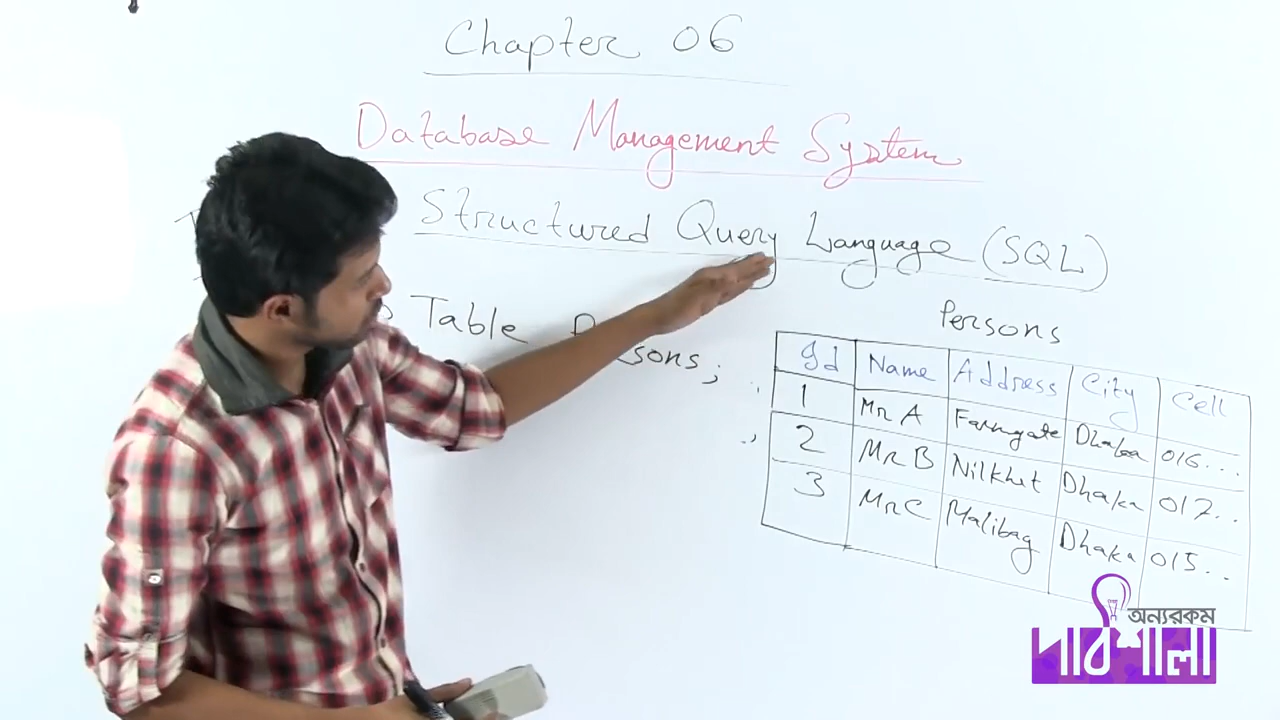 Chapter 06
Database Management System
Structured Query Language (SQL)
Table Persons;
Persons
Id Name Address City Cell
1 Mr A Farmgate Dhaka 016...
2 Mr B Nilkhet Dhaka 017..
3 Mr C Malibag Dhaka 015...
অন্যরকম
পাঠশালা